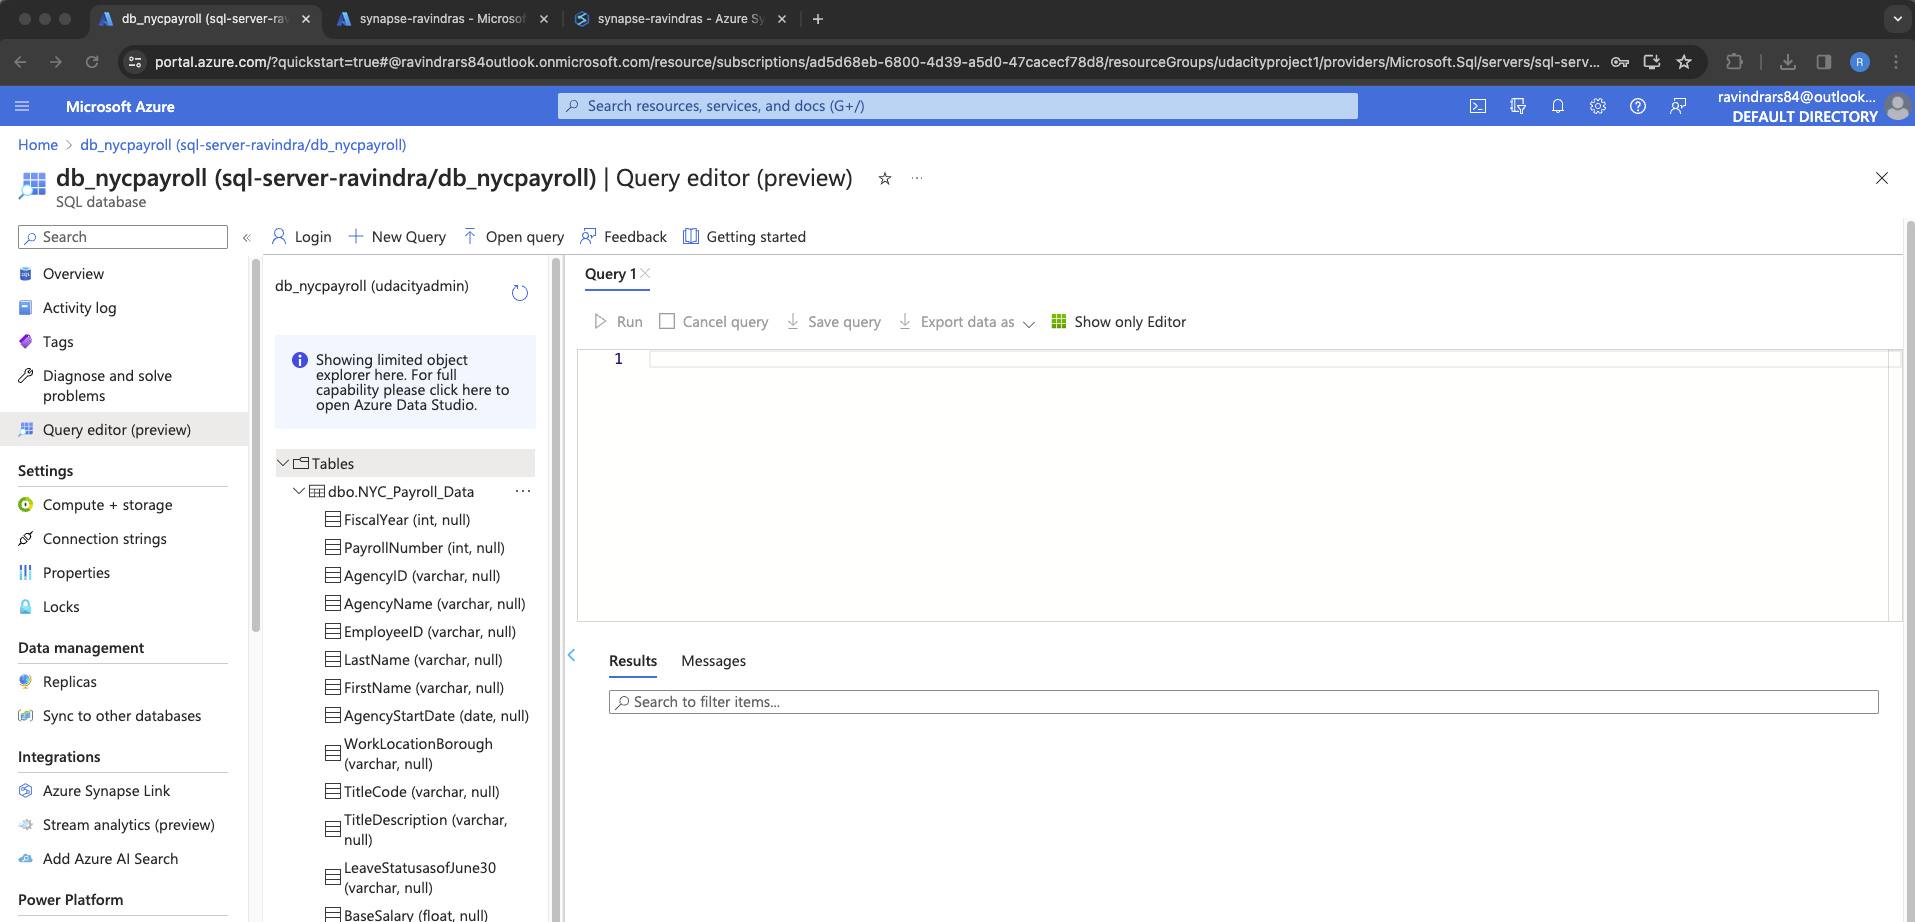 db_nycpayroll (sql-server-rav
synapse-ravindras - Microsof
synapse-ravindras - Azure Sy
portal.azure.com/?quickstart=true#@ravindrars84outlook.onmicrosoft.com/resource/subscriptions/ad5d68eb-6800-4d39-a5d0-47cacecf78d8/resourceGroups/udacityproject1/providers/Microsoft.Sql/servers/sql-serv...
R
Microsoft Azure
Search resources, services, and docs (G+/)
ravindrars84@outlook...
DEFAULT DIRECTORY
Home > db_nycpayroll (sql-server-ravindra/db_nycpayroll)
db_nycpayroll (sql-server-ravindra/db_nycpayroll) | Query editor (preview)
SQL database
Search
Overview
Activity log
Tags
Diagnose and solve
problems
Query editor (preview)
Settings
Compute + storage
Connection strings
Properties
Locks
Data management
Replicas
Sync to other databases
Integrations
Azure Synapse Link
Stream analytics (preview)
Add Azure AI Search
Power Platform
Login
New Query
Open query
Feedback
Getting started
db_nycpayroll (udacityadmin)
Showing limited object
explorer here. For full
capability please click here to
open Azure Data Studio.
Tables
dbo.NYC_Payroll_Data
FiscalYear (int, null)
PayrollNumber (int, null)
AgencyID (varchar, null)
AgencyName (varchar, null)
EmployeeID (varchar, null)
LastName (varchar, null)
FirstName (varchar, null)
AgencyStartDate (date, null)
WorkLocationBorough
(varchar, null)
TitleCode (varchar, null)
TitleDescription (varchar,
null)
LeaveStatusasofJune30
(varchar, null)
BaseSalary (float, null)
Query 1
Run
Cancel query
Save query
Export data as
Show only Editor
1
Results
Messages
Search to filter items...